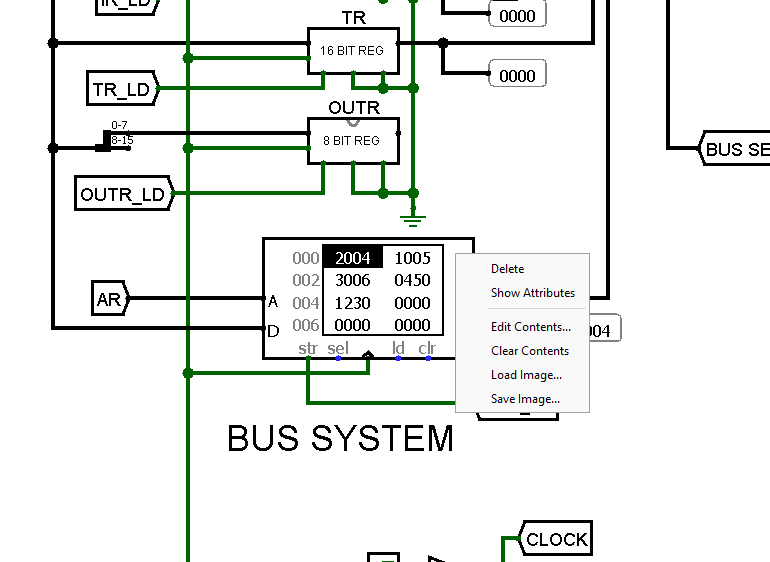 IR_LD
0000
TR
16 BIT REG
TR_LD
0000
OUTR
0-7
8-15
8 BIT REG
BUS SE
OUTR_LD
000 2004 1005
002 3006 0450
004 1230 0000
006 0000 0000
AR
A
D
str sel ld clr
Delete
Show Attributes
Edit Contents...
Clear Contents
Load Image...
Save Image...
004
BUS SYSTEM
CLOCK